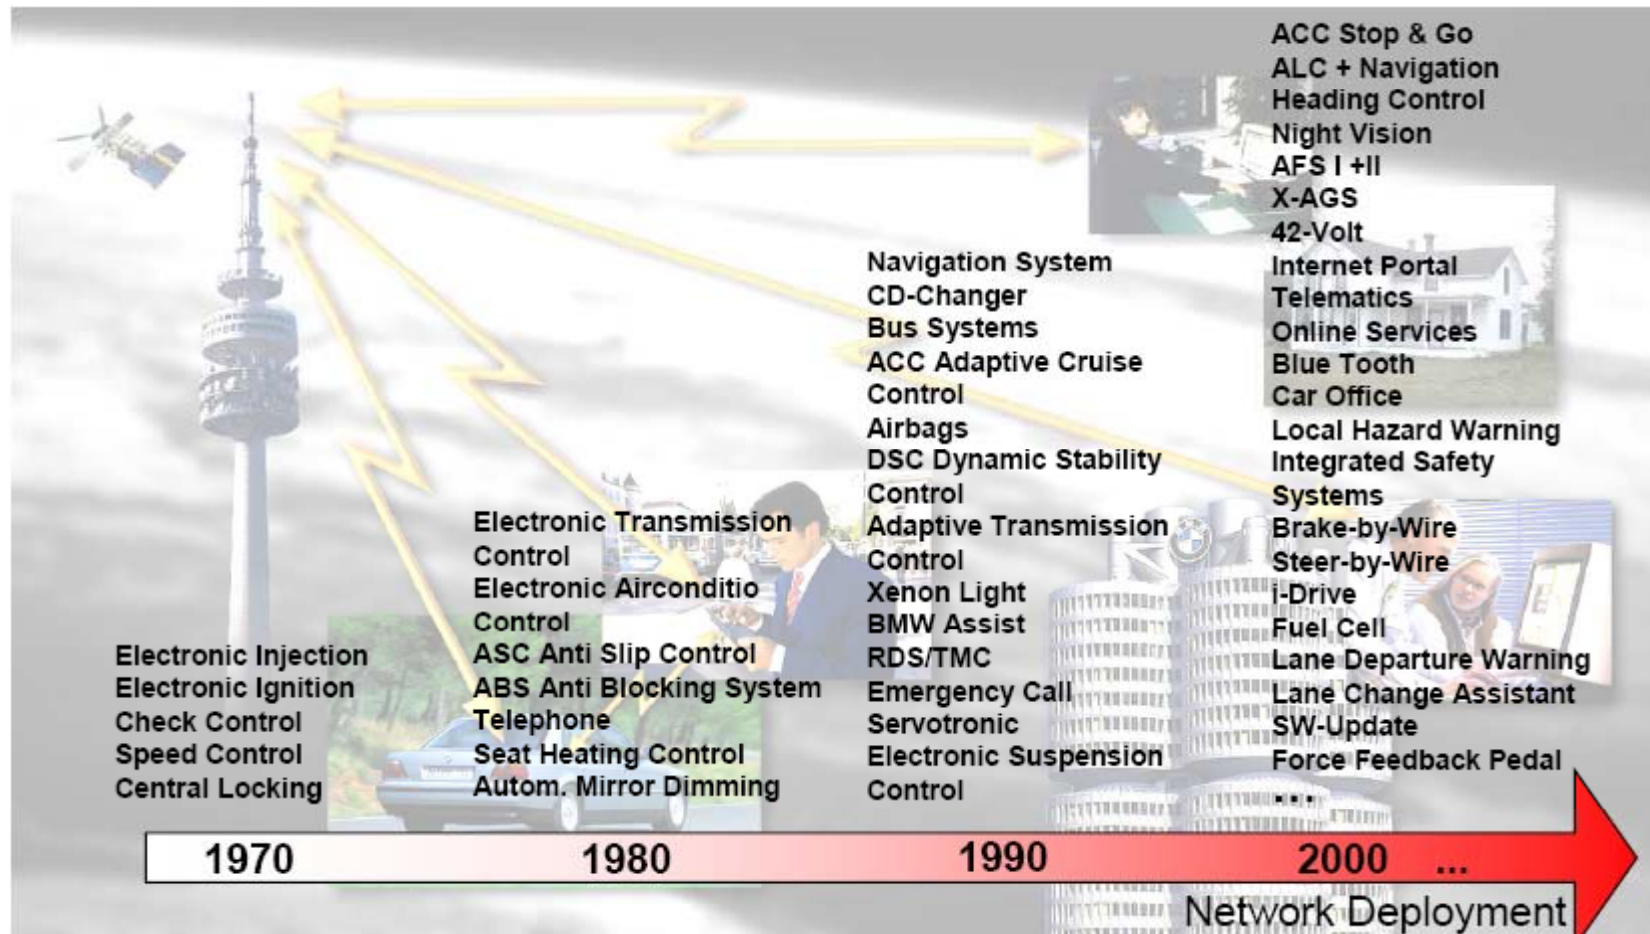 Electronic Injection
Electronic Ignition
Check Control
Speed Control
Central Locking
Electronic Transmission
Control
Electronic Airconditio
Control
ASC Anti Slip Control
ABS Anti Blocking System
Telephone
Seat Heating Control
Autom. Mirror Dimming
Navigation System
CD-Changer
Bus Systems
ACC Adaptive Cruise
Control
Airbags
DSC Dynamic Stability
Control
Adaptive Transmission
Control
Xenon Light
BMW Assist
RDS/TMC
Emergency Call
Servotronic
Electronic Suspension
Control
ACC Stop & Go
ALC + Navigation
Heading Control
Night Vision
AFS I +II
X-AGS
42-Volt
Internet Portal
Telematics
Online Services
Blue Tooth
Car Office
Local Hazard Warning
Integrated Safety
Systems
Brake-by-Wire
Steer-by-Wire
i-Drive
Fuel Cell
Lane Departure Warning
Lane Change Assistant
SW-Update
Force Feedback Pedal
...
1970 1980 1990 2000 ...
Network Deployment